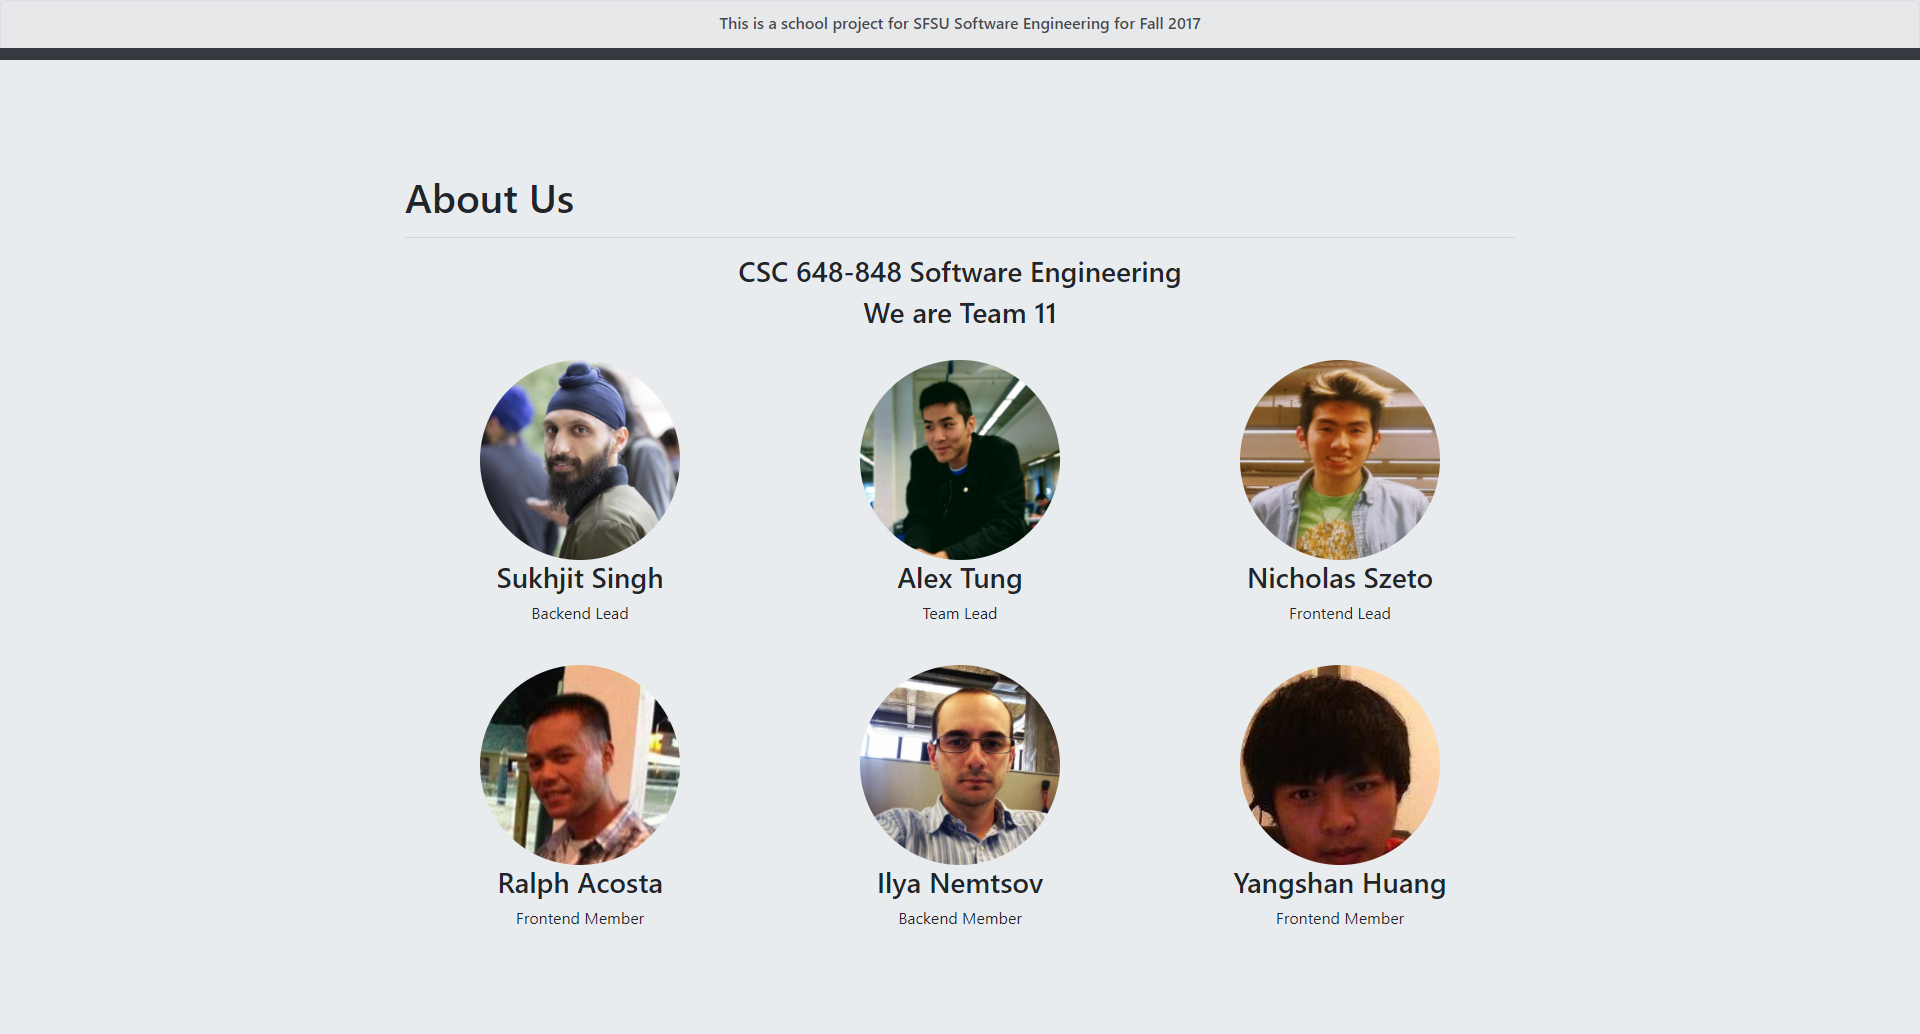 This is a school project for SFSU Software Engineering for Fall 2017
About Us
CSC 648-848 Software Engineering
We are Team 11
Sukhjit Singh
Backend Lead
Alex Tung
Team Lead
Nicholas Szeto
Frontend Lead
Ralph Acosta
Frontend Member
Ilya Nemtsov
Backend Member
Yangshan Huang
Frontend Member